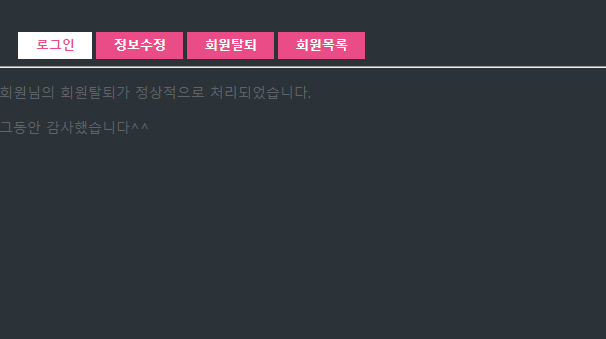 로그인 정보수정 회원탈퇴 회원목록
회원님의 회원탈퇴가 정상적으로 처리되었습니다.
그동안 감사했습니다^^